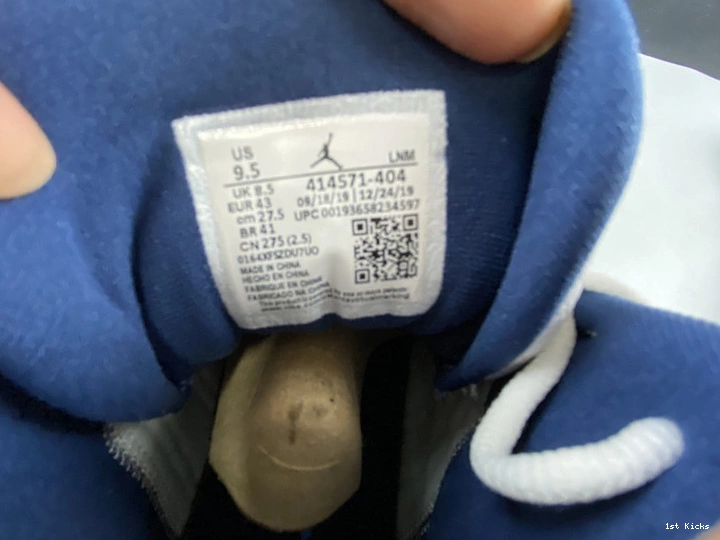 US
9.5
LNM
UK 8.5
414571-404
EUR 43
09/18/19 | 12/24/19
cm 27.5
UPC 00193658234597
BR 41
CN 275 (2.5)
0164XFSZDU7UO
MADE IN CHINA
HECHO EN CHINA
FABRIQUE EN CHINE
FABRICADO NA CHINA
1st Kicks